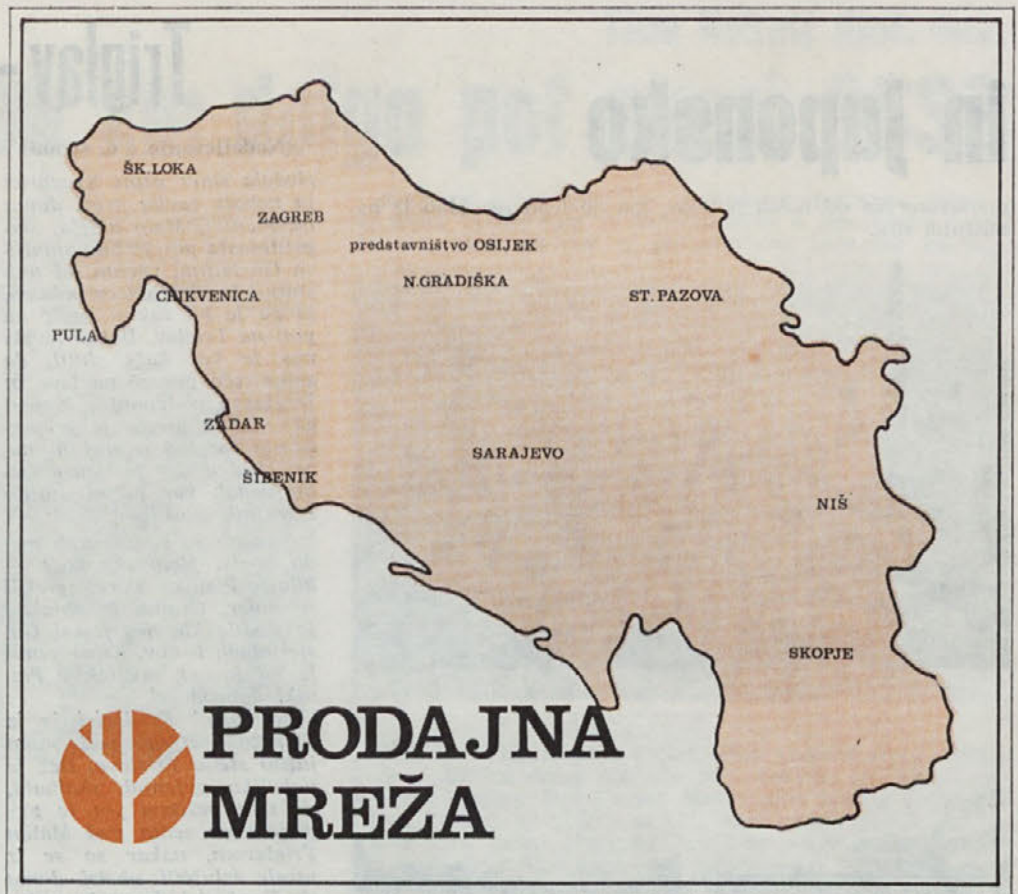 ŠK. LOKA
ZAGREB
predstavništvo OSIJEK
N. GRADIŠKA
CRIKVENICA
ST. PAZOVA
PULA
ZADAR
SARAJEVO
ŠIBENIK
NIŠ
SKOPJE
PRODAJNA
MREŽA